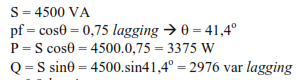 S = 4500 VA
pf = cosθ = 0,75 lagging → θ = 41,4°
P = S cosθ = 4500.0,75 = 3375 W
Q = S sinθ = 4500.sin41,4° = 2976 var lagging